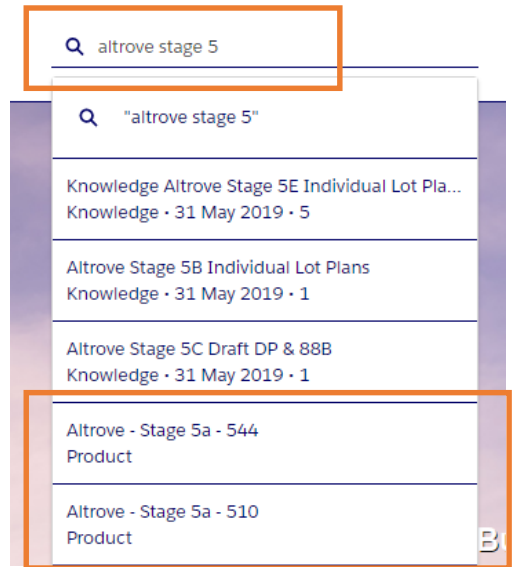 altrove stage 5
"altrove stage 5"
Knowledge Altrove Stage 5E Individual Lot Pla...
Knowledge • 31 May 2019 • 5
Altrove Stage 5B Individual Lot Plans
Knowledge • 31 May 2019 • 1
Altrove Stage 5C Draft DP & 88B
Knowledge • 31 May 2019 • 1
Altrove - Stage 5a - 544
Product
Altrove - Stage 5a - 510
Product